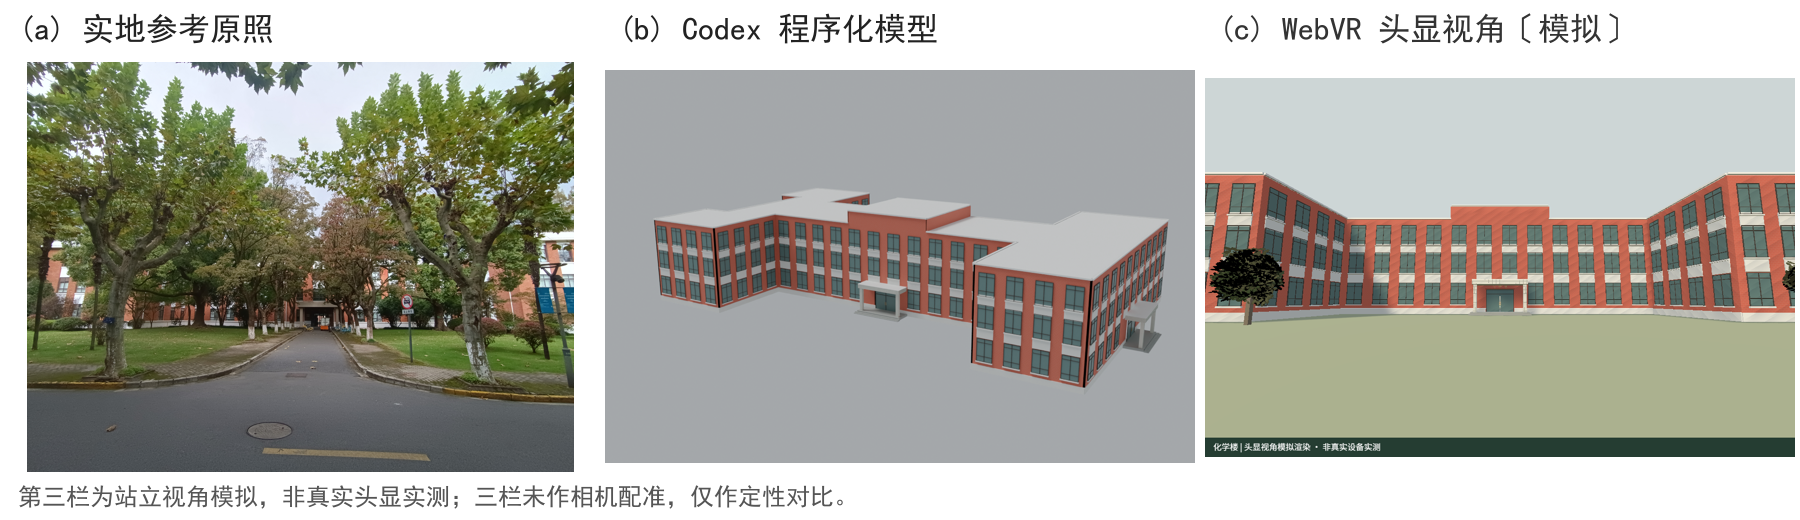 (a) 实地参考原照
(b) Codex 程序化模型
(c) WebVR 头显视角〔模拟〕
化学楼 | 头显视角模拟渲染 · 非真实设备实测
第三栏为站立视角模拟，非真实头显实测；三栏未作相机配准，仅作定性对比。